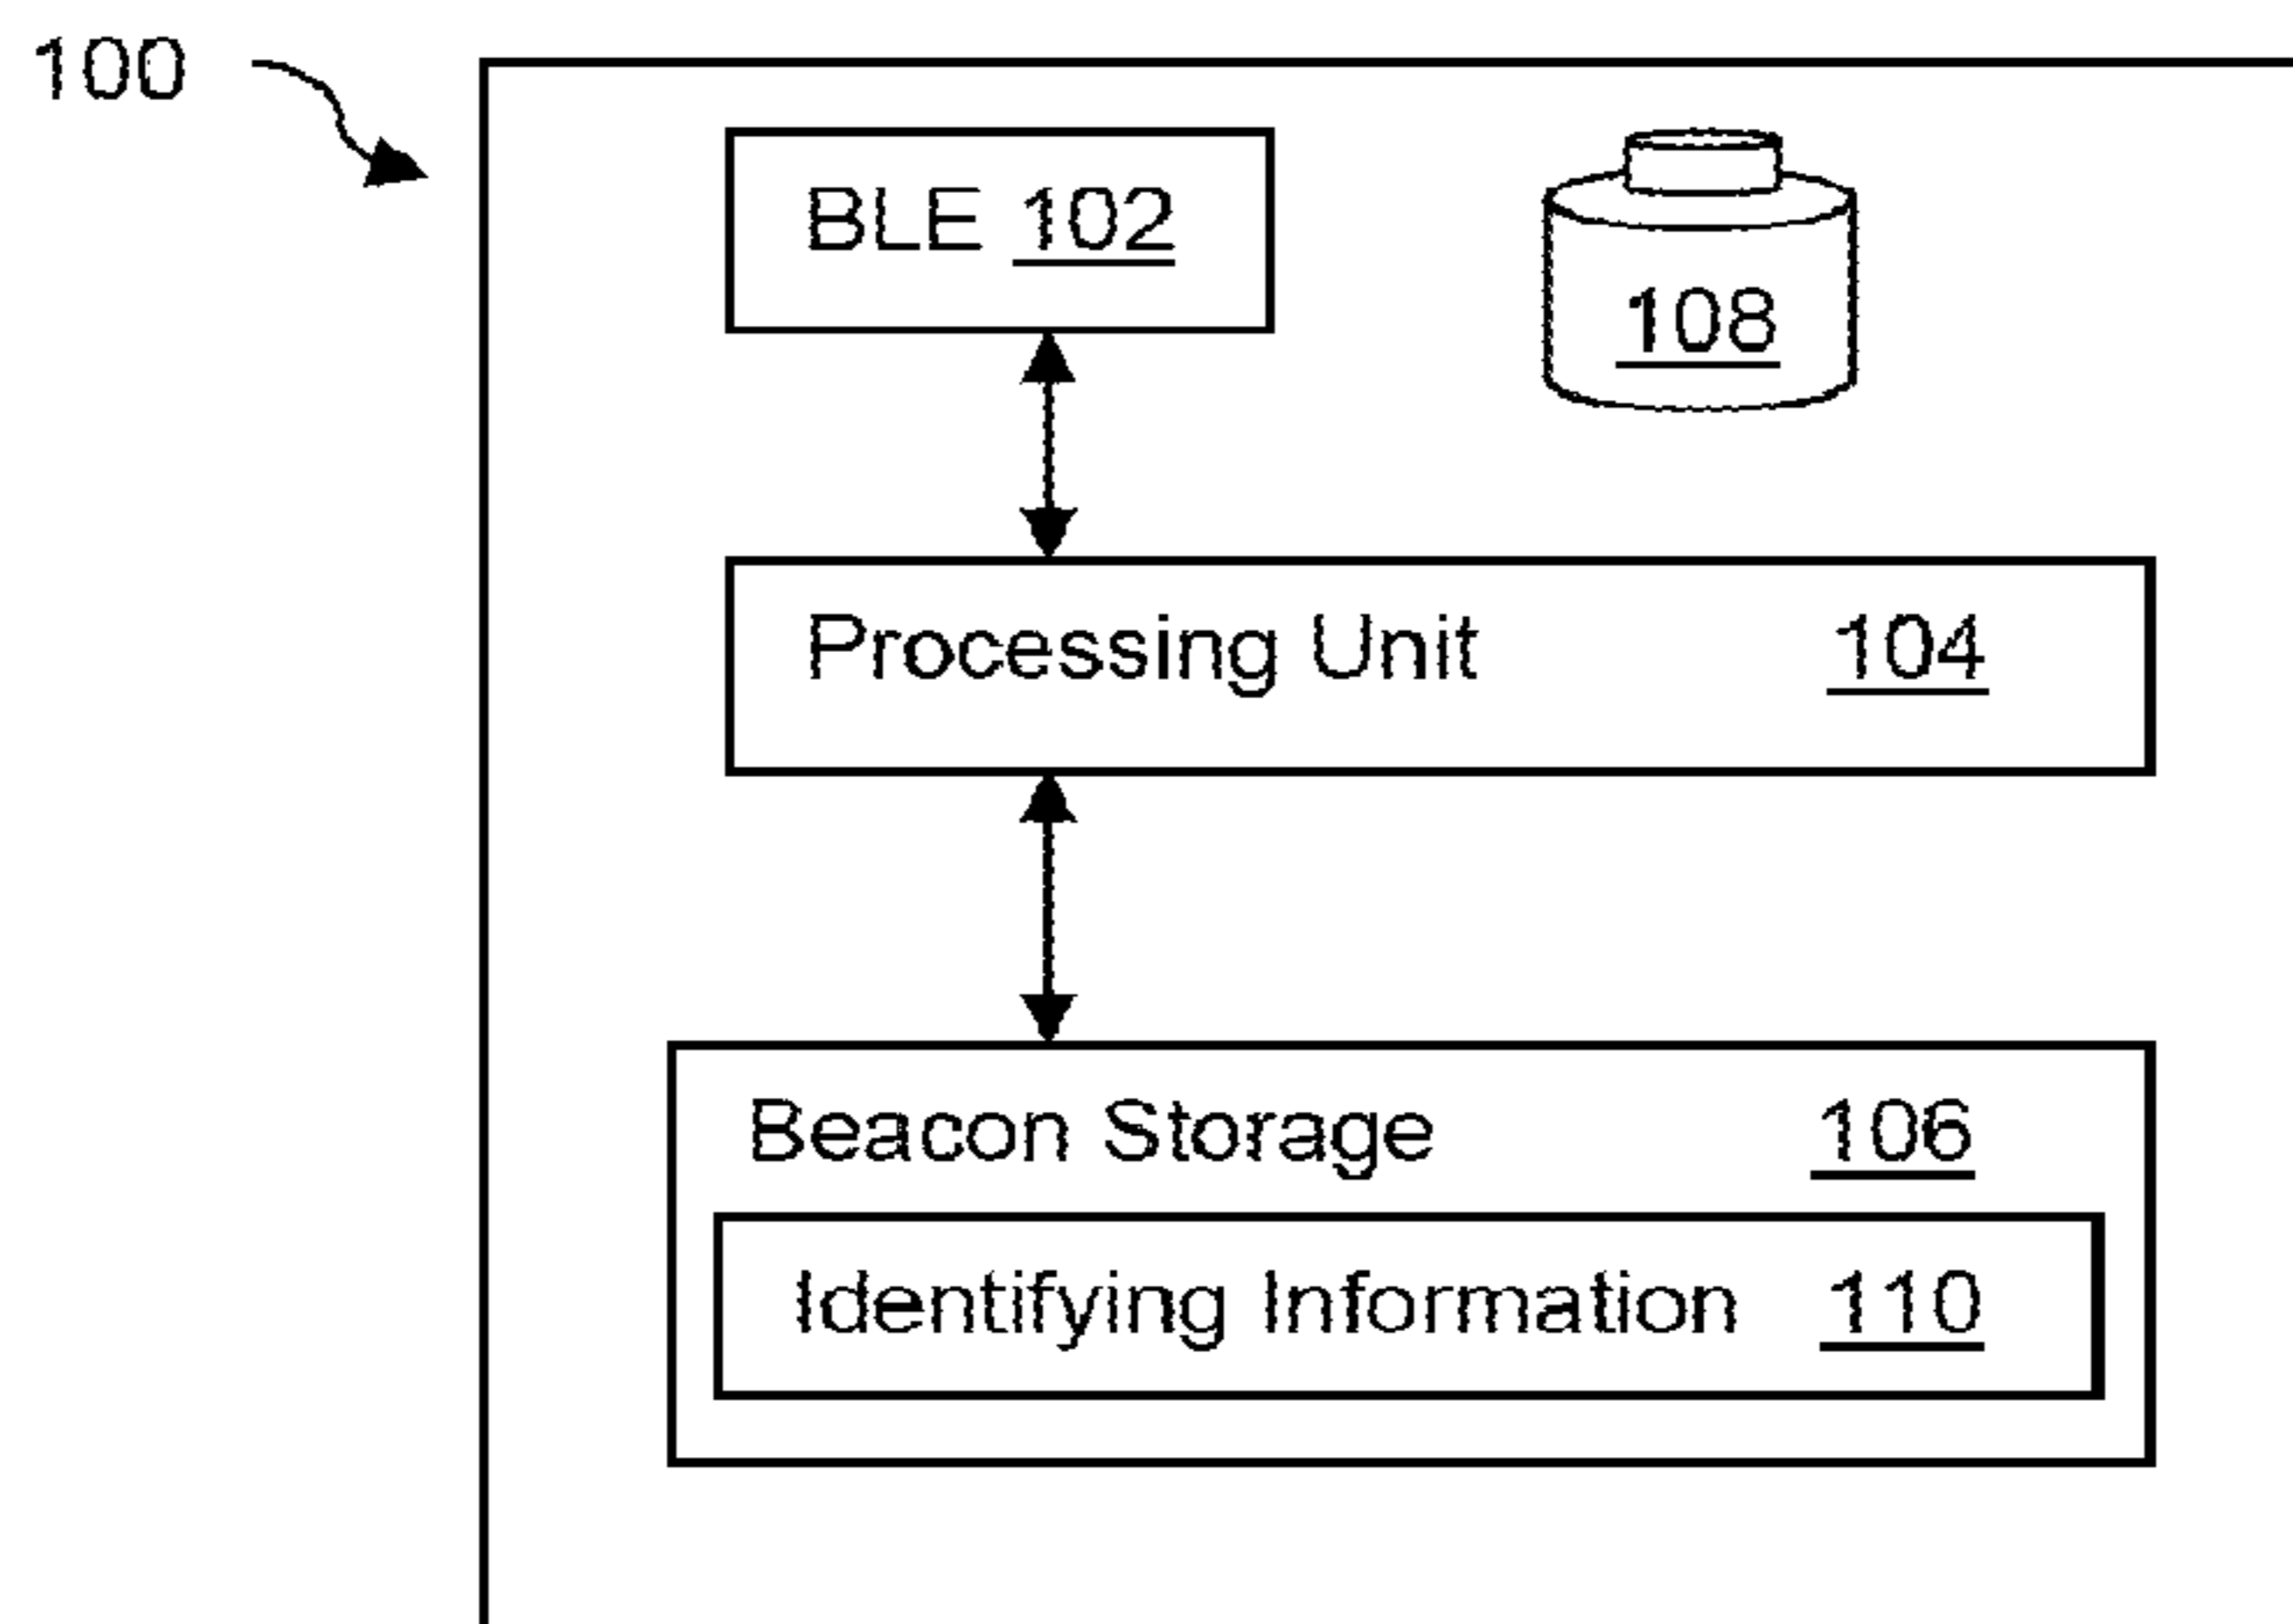 100
BLE 102
108
Processing Unit 104
Beacon Storage 106
Identifying Information 110